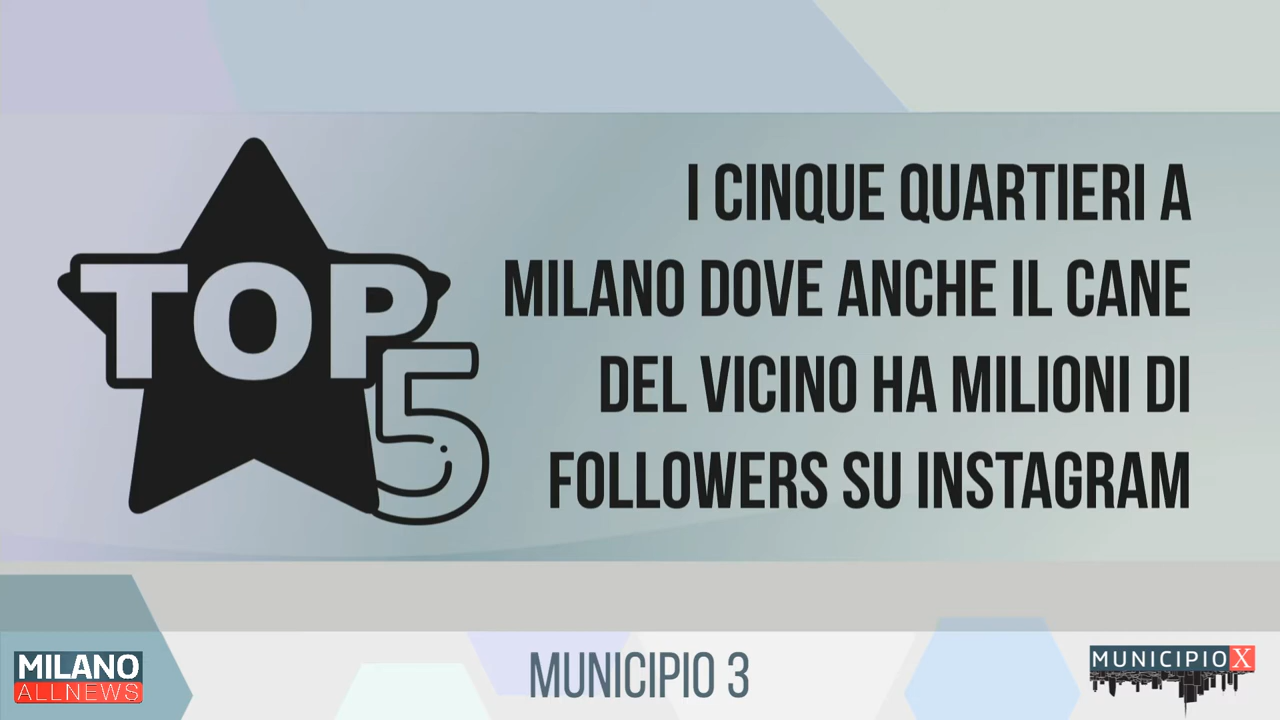 TOP
5
I CINQUE QUARTIERI A
MILANO DOVE ANCHE IL CANE
DEL VICINO HA MILIONI DI
FOLLOWERS SU INSTAGRAM
MILANO
ALLNEWS
MUNICIPIO 3
MUNICIPIO X